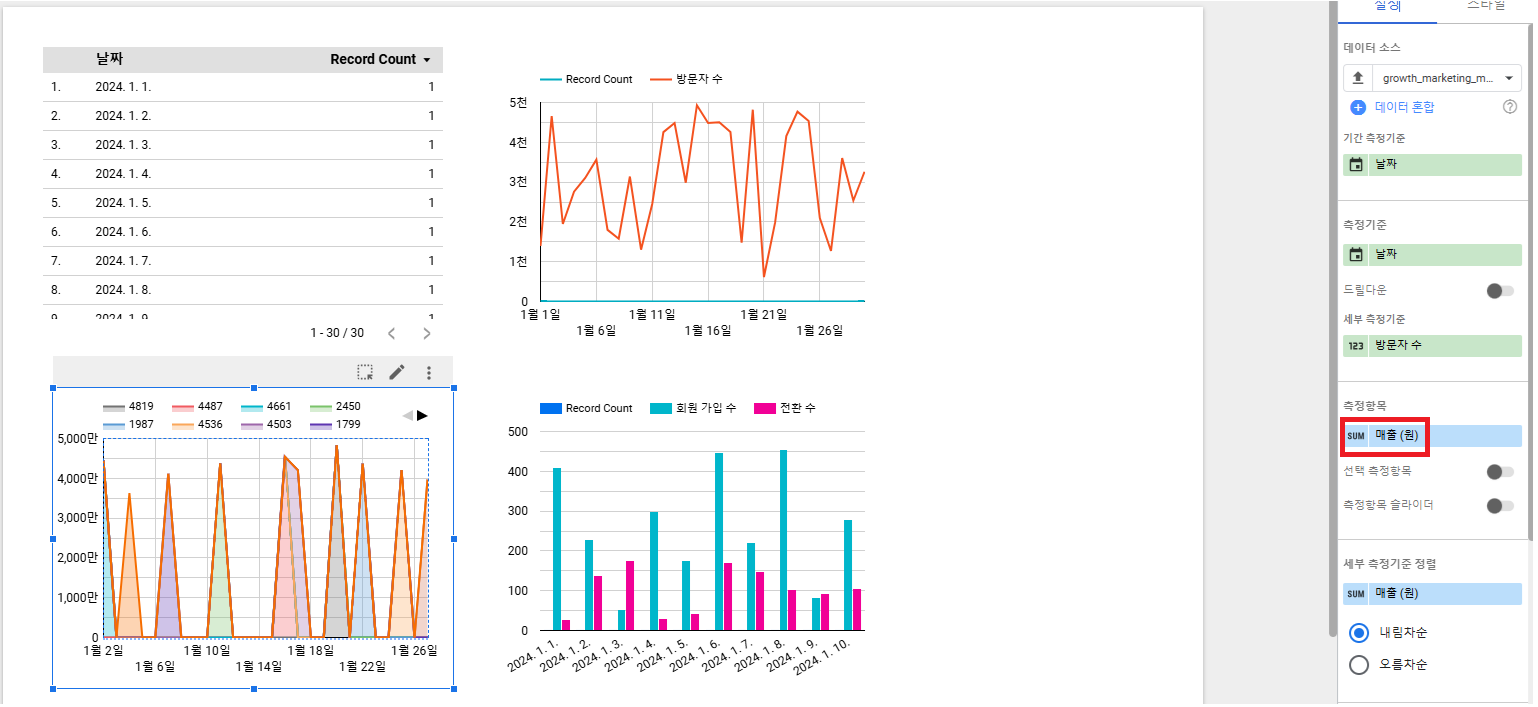 날짜 Record Count
1. 2024. 1. 1. 1
2. 2024. 1. 2. 1
3. 2024. 1. 3. 1
4. 2024. 1. 4. 1
5. 2024. 1. 5. 1
6. 2024. 1. 6. 1
7. 2024. 1. 7. 1
8. 2024. 1. 8. 1
9. 2024. 1. 9. 1
1 - 30 / 30
Record Count 방문자 수
5천
4천
3천
2천
1천
0
1월 1일 1월 11일 1월 21일
1월 6일 1월 16일 1월 26일
4819 4487 4661 2450
1987 4536 4503 1799
5,000만
4,000만
3,000만
2,000만
1,000만
0
1월 2일 1월 10일 1월 18일 1월 26일
1월 6일 1월 14일 1월 22일
Record Count 회원 가입 수 전환 수
500
400
300
200
100
0
2024. 1. 1. 2024. 1. 2. 2024. 1. 3. 2024. 1. 4. 2024. 1. 5. 2024. 1. 6. 2024. 1. 7. 2024. 1. 8. 2024. 1. 9. 2024. 1. 10.
설정 스타일
데이터 소스
growth_marketing_m...
데이터 혼합
기간 측정기준
날짜
측정기준
날짜
드릴다운
세부 측정기준
123 방문자 수
측정항목
SUM 매출 (원)
선택 측정항목
측정항목 슬라이더
세부 측정기준 정렬
SUM 매출 (원)
내림차순
오름차순